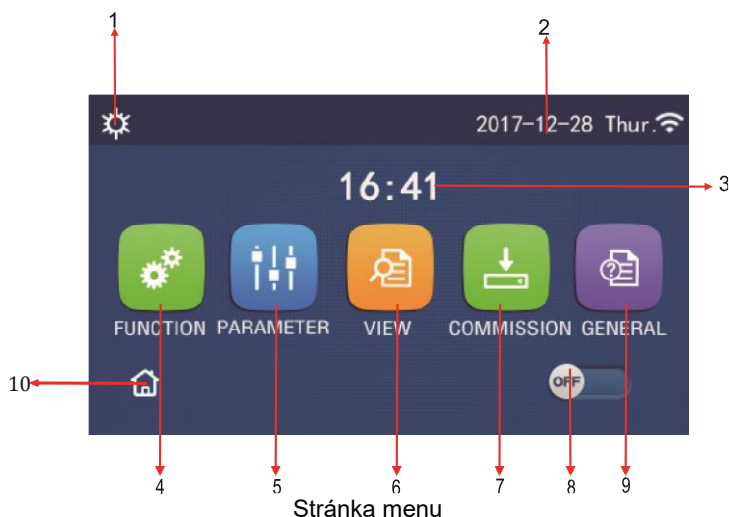 1
2
2017-12-28 Thur.
16:41
3
FUNCTION PARAMETER VIEW COMMISSION GENERAL
10
OFF
4 5 6 7 8 9
Stránka menu